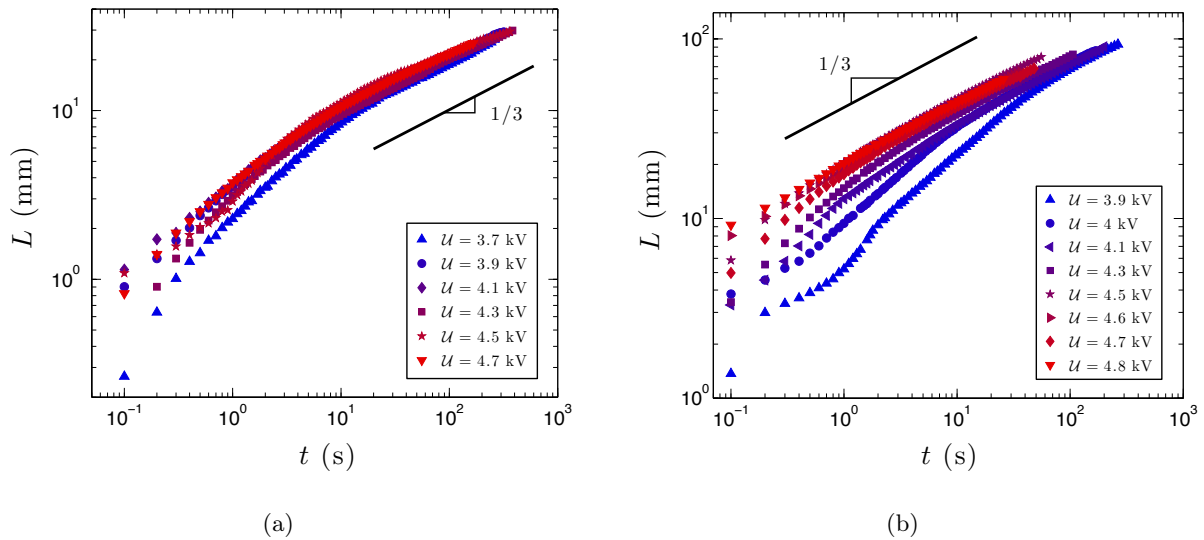 10^1
10^0
L (mm)
1/3
U = 3.7 kV
U = 3.9 kV
U = 4.1 kV
U = 4.3 kV
U = 4.5 kV
U = 4.7 kV
10^-1
10^0
10^1
10^2
10^3
t (s)
(a)
10^2
10^1
10^0
L (mm)
1/3
U = 3.9 kV
U = 4 kV
U = 4.1 kV
U = 4.3 kV
U = 4.5 kV
U = 4.6 kV
U = 4.7 kV
U = 4.8 kV
10^-1
10^0
10^1
10^2
10^3
t (s)
(b)